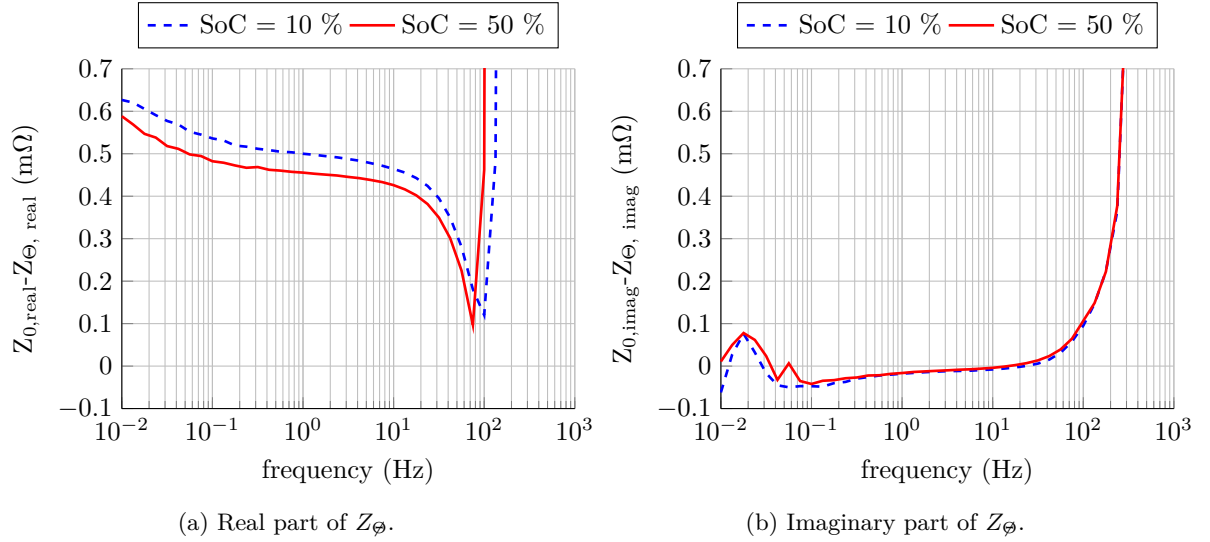 SoC = 10 % SoC = 50 %
0.7
0.6
0.5
0.4
0.3
0.2
0.1
0
−0.1
Z0,real-ZΘ, real (mΩ)
10−2 10−1 100 101 102 103
frequency (Hz)
(a) Real part of ZΘ̸.
SoC = 10 % SoC = 50 %
0.7
0.6
0.5
0.4
0.3
0.2
0.1
0
−0.1
Z0,imag-ZΘ, imag (mΩ)
10−2 10−1 100 101 102 103
frequency (Hz)
(b) Imaginary part of ZΘ̸.